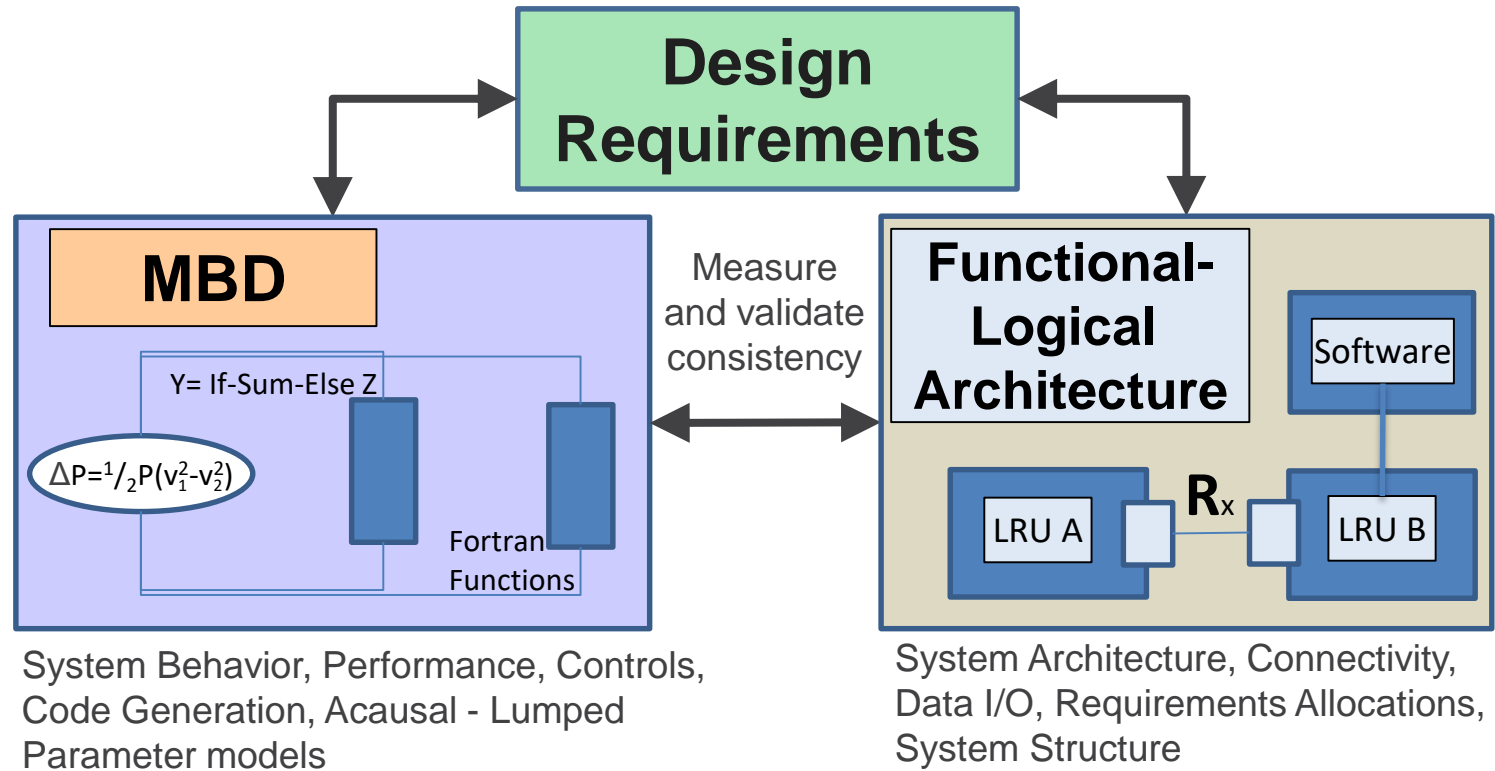 Design
Requirements
MBD
Measure
and validate
consistency
Functional-
Logical
Architecture
Software
Y= If-Sum-Else Z
ΔP=¹/₂P(v₁²-v₂²)
Fortran
Functions
LRU A
Rx
LRU B
System Behavior, Performance, Controls,
Code Generation, Acausal - Lumped
Parameter models
System Architecture, Connectivity,
Data I/O, Requirements Allocations,
System Structure